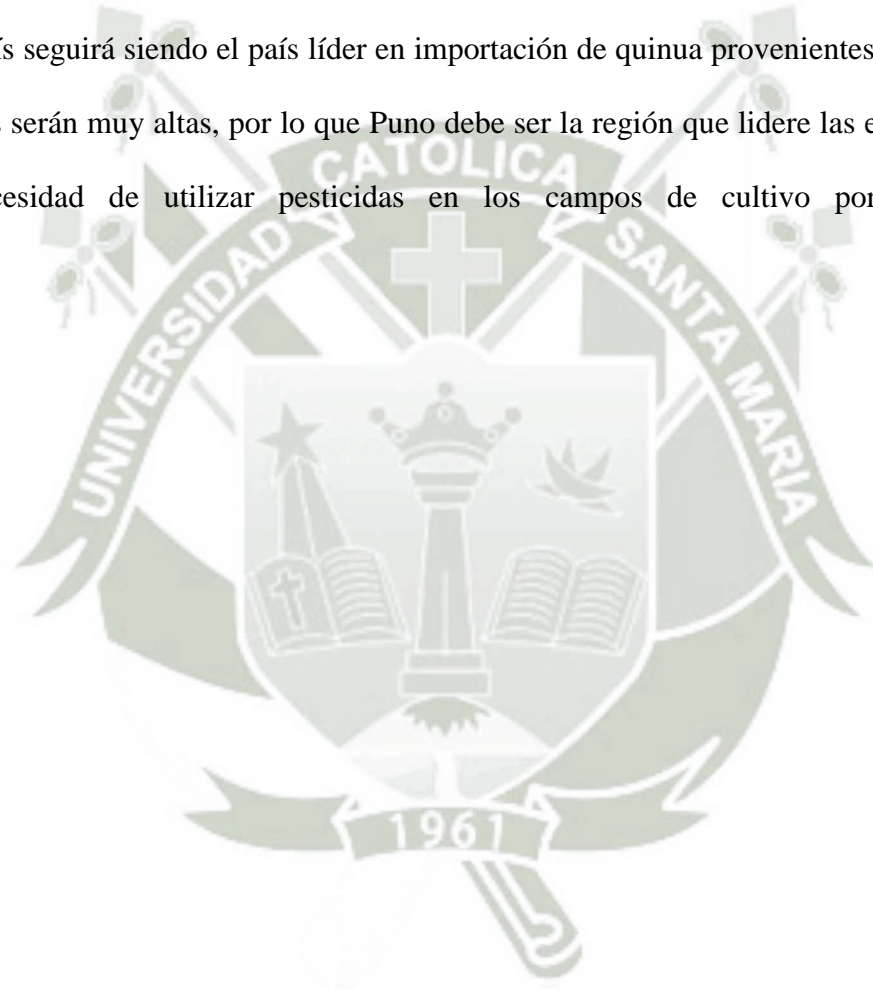 ís seguirá siendo el país líder en importación de quinua provenientes
s serán muy altas, por lo que Puno debe ser la región que lidere las e
cesidad de utilizar pesticidas en los campos de cultivo por
UNIVERSIDAD CATOLICA SANTA MARIA
1961